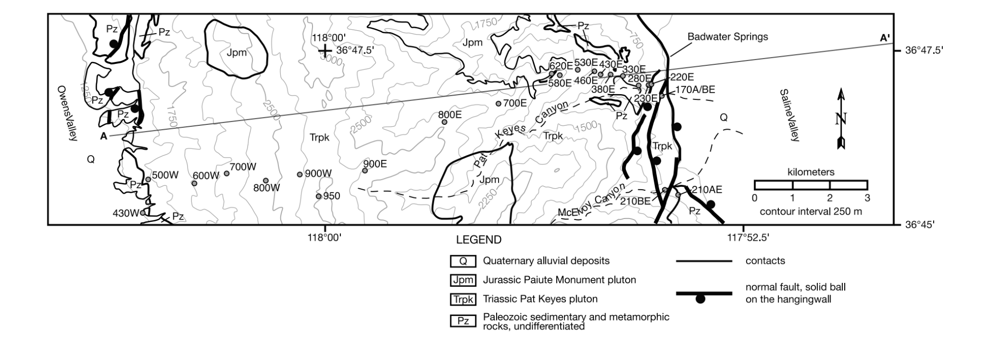 Pz
Pz
Jpm
118°00'
36°47.5'
3000
1750
Jpm
Pz
750
Badwater Springs
A'
36°47.5'
1250
OwensValley
Pz
Pz
A
Q
1750
2500
2500
Trpk
620E
530E
430E
330E
580E
460E
280E
220E
380E
230E
170A/BE
700E
800E
Pz
Pat Keyes Canyon
Trpk
1500
Trpk
Q
SalineValley
N
500W
600W
700W
800W
900W
900E
950
Pz
430W
Pz
Jpm
2250
McEvoy Canyon
210BE
210AE
Pz
kilometers
0 1 2 3
contour interval 250 m
36°45'
118°00'
117°52.5'
LEGEND
Q Quaternary alluvial deposits
Jpm Jurassic Paiute Monument pluton
Trpk Triassic Pat Keyes pluton
Pz Paleozoic sedimentary and metamorphic
rocks, undifferentiated
contacts
normal fault, solid ball
on the hangingwall